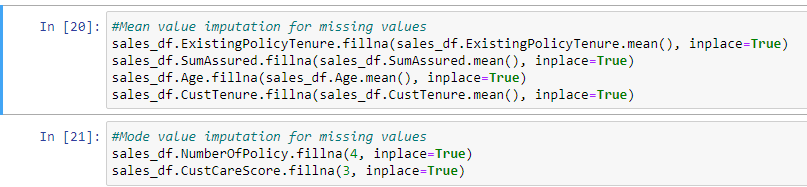 In [20]: #Mean value imputation for missing values
sales_df.ExistingPolicyTenure.fillna(sales_df.ExistingPolicyTenure.mean(), inplace=True)
sales_df.SumAssured.fillna(sales_df.SumAssured.mean(), inplace=True)
sales_df.Age.fillna(sales_df.Age.mean(), inplace=True)
sales_df.CustTenure.fillna(sales_df.CustTenure.mean(), inplace=True)
In [21]: #Mode value imputation for missing values
sales_df.NumberOfPolicy.fillna(4, inplace=True)
sales_df.CustCareScore.fillna(3, inplace=True)